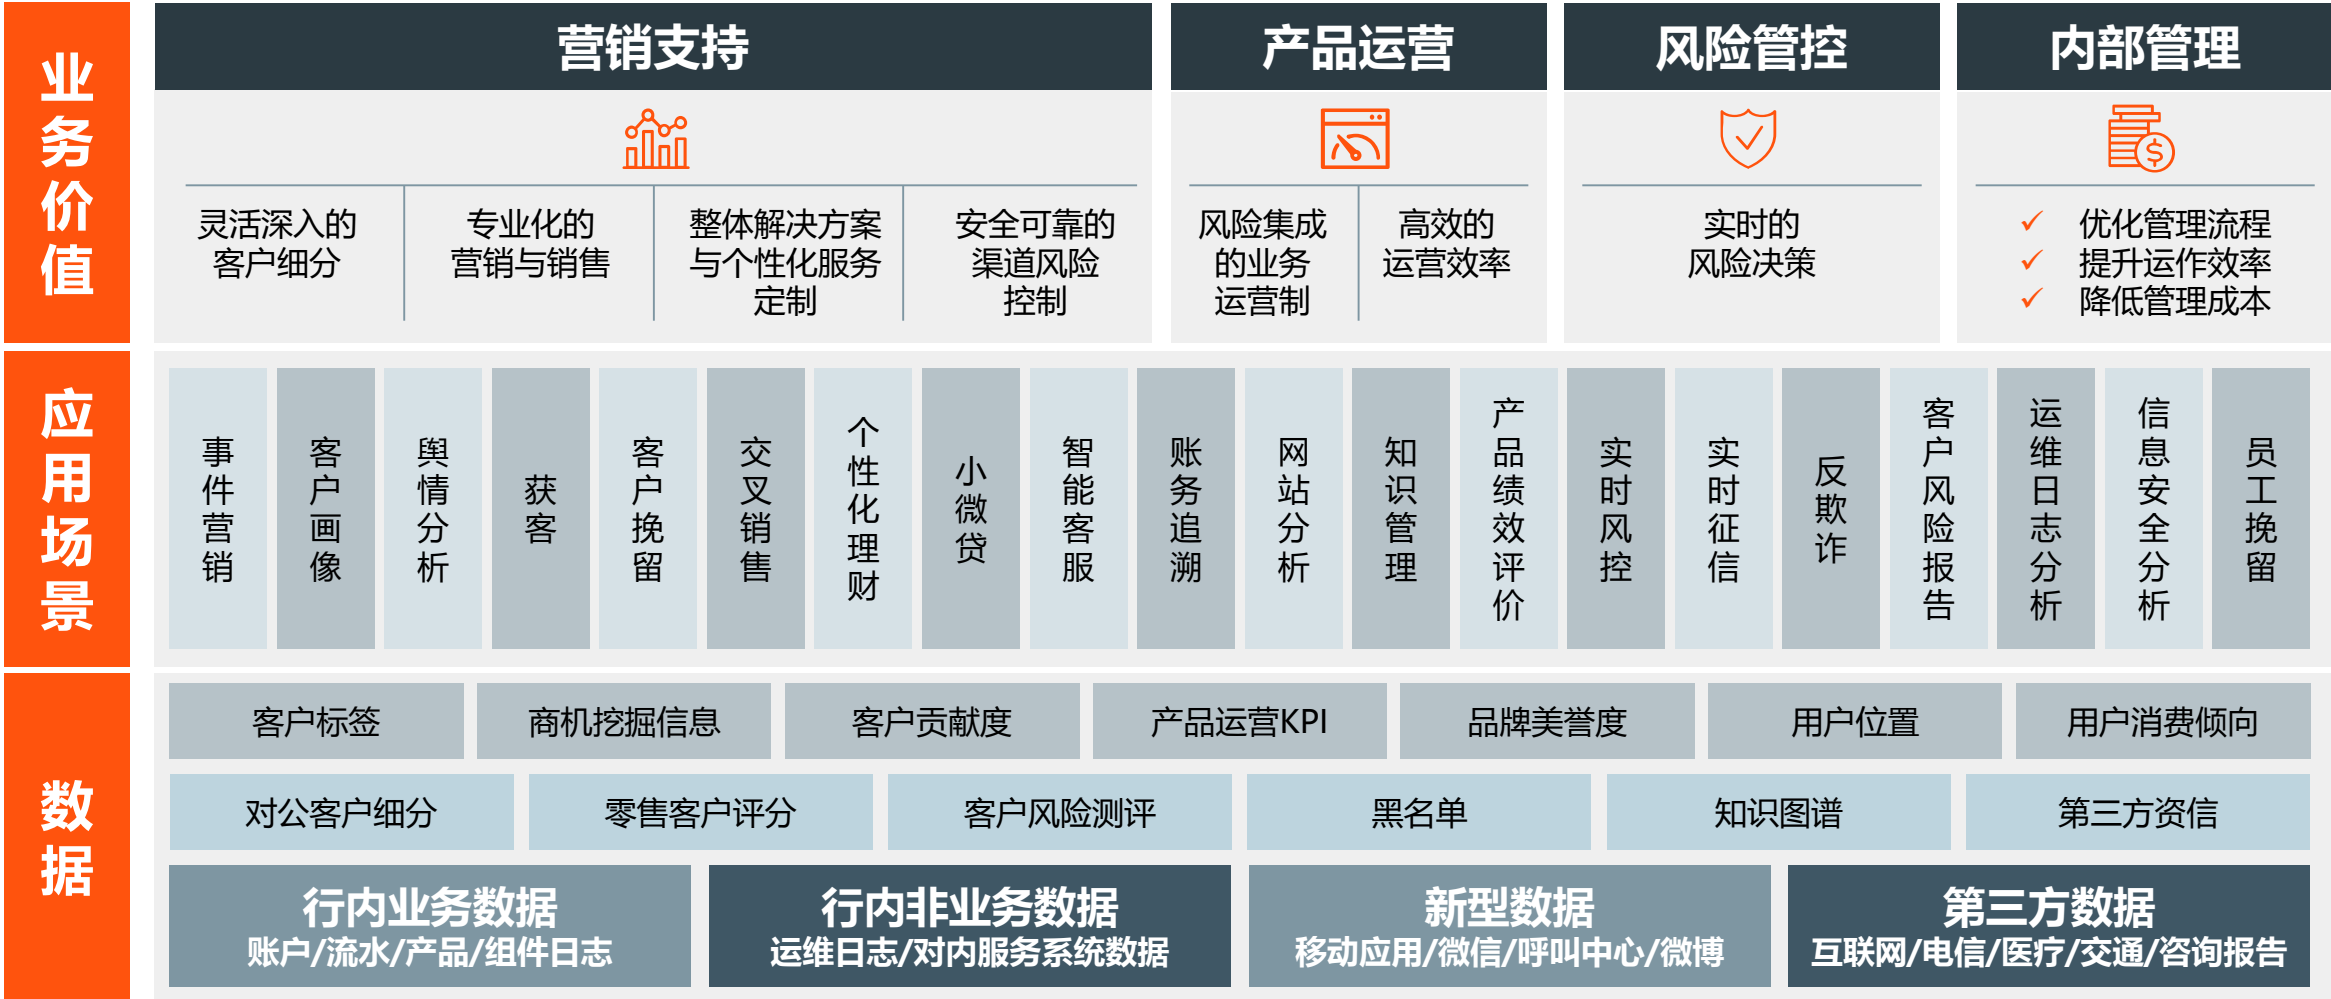 业务价值
营销支持
产品运营
风险管控
内部管理
灵活深入的
客户细分
专业化的
营销与销售
整体解决方案
与个性化服务
定制
安全可靠的
渠道风险
控制
风险集成
的业务
运营制
高效的
运营效率
实时的
风险决策
优化管理流程
提升运作效率
降低管理成本
应用场景
事件营销
客户画像
舆情分析
获客
客户挽留
交叉销售
个性化理财
小微贷
智能客服
账务追溯
网站分析
知识管理
产品绩效评价
实时风控
实时征信
反欺诈
客户风险报告
运维日志分析
信息安全分析
员工挽留
数据
客户标签
商机挖掘信息
客户贡献度
产品运营KPI
品牌美誉度
用户位置
用户消费倾向
对公客户细分
零售客户评分
客户风险测评
黑名单
知识图谱
第三方资信
行内业务数据
账户/流水/产品/组件日志
行内非业务数据
运维日志/对内服务系统数据
新型数据
移动应用/微信/呼叫中心/微博
第三方数据
互联网/电信/医疗/交通/咨询报告